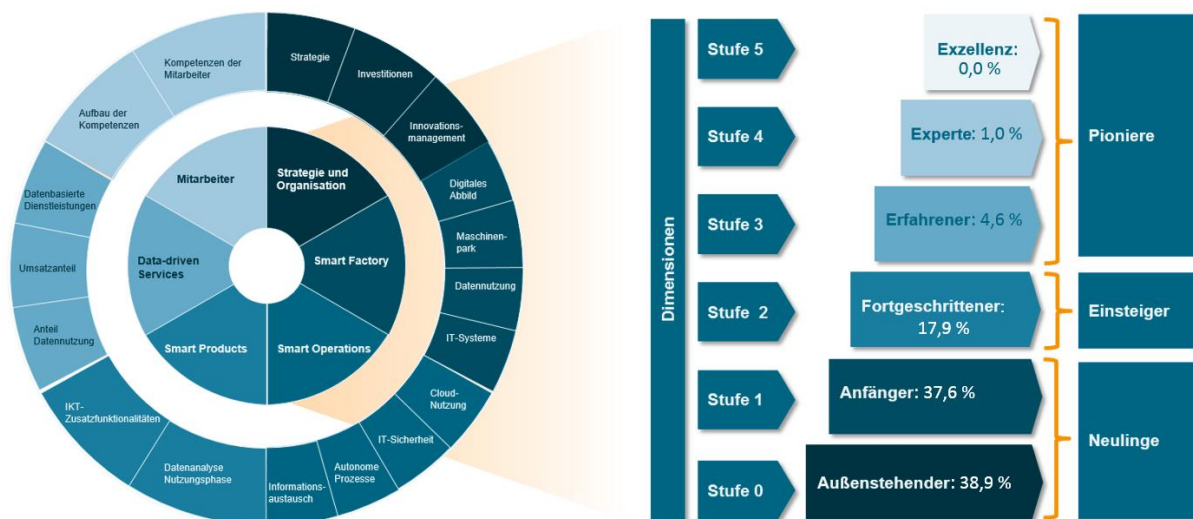 Strategie
Investitionen
Innovations-
management
Digitales
Abbild
Maschinen-
park
Datennutzung
IT-Systeme
Cloud-
Nutzung
IT-Sicherheit
Autonome
Prozesse
Informations-
austausch
Datenanalyse
Nutzungsphase
IKT-
Zusatzfunktionalitäten
Anteil
Datennutzung
Umsatzanteil
Datenbasierte
Dienstleistungen
Aufbau der
Kompetenzen
Kompetenzen der
Mitarbeiter
Mitarbeiter
Strategie und
Organisation
Smart Factory
Smart Operations
Smart Products
Data-driven
Services
Dimensionen
Stufe 5
Exzellenz:
0,0 %
Stufe 4
Experte: 1,0 %
Stufe 3
Erfahrener: 4,6 %
Pioniere
Stufe 2
Fortgeschrittener:
17,9 %
Einsteiger
Stufe 1
Anfänger: 37,6 %
Stufe 0
Außenstehender: 38,9 %
Neulinge